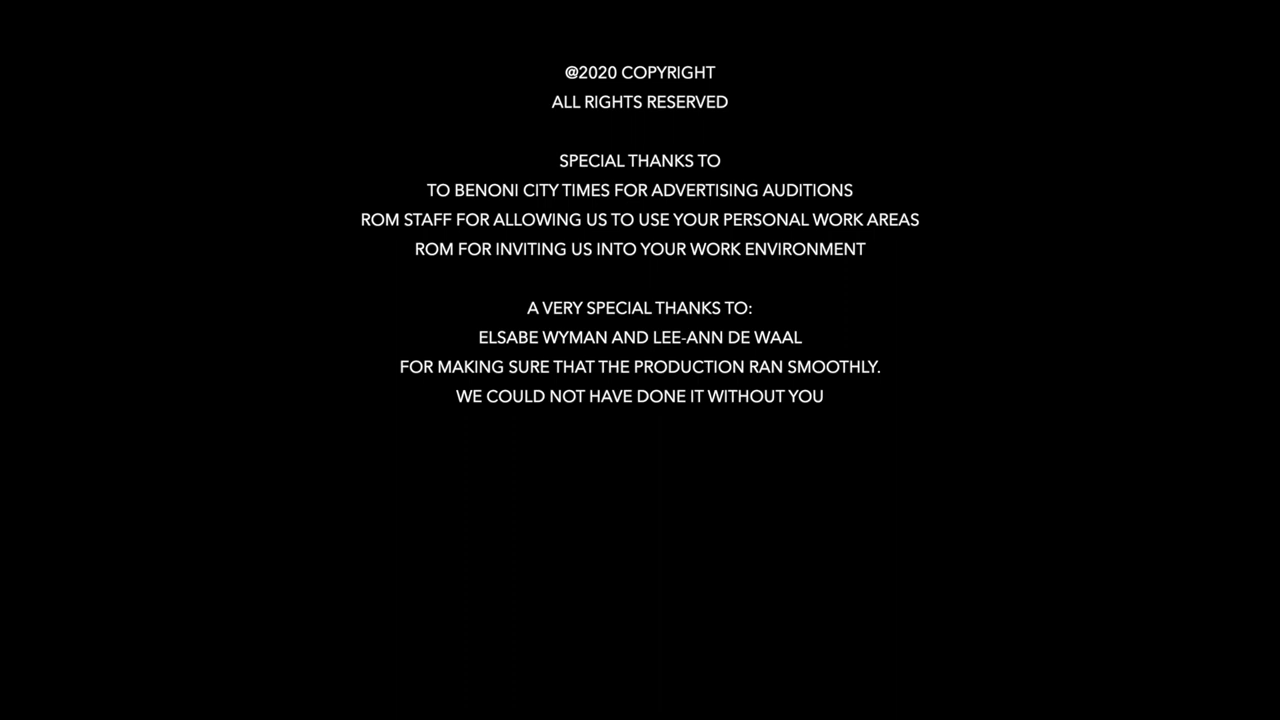 @2020 COPYRIGHT
ALL RIGHTS RESERVED
SPECIAL THANKS TO
TO BENONI CITY TIMES FOR ADVERTISING AUDITIONS
ROM STAFF FOR ALLOWING US TO USE YOUR PERSONAL WORK AREAS
ROM FOR INVITING US INTO YOUR WORK ENVIRONMENT
A VERY SPECIAL THANKS TO:
ELSABE WYMAN AND LEE-ANN DE WAAL
FOR MAKING SURE THAT THE PRODUCTION RAN SMOOTHLY.
WE COULD NOT HAVE DONE IT WITHOUT YOU